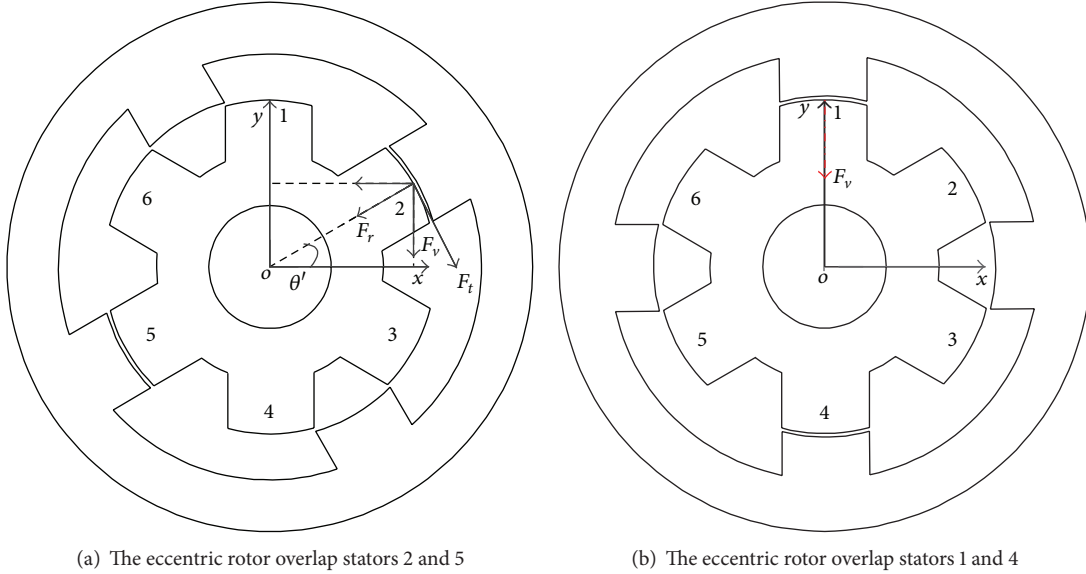 y
1
6
2
F_r
F_v
o
θ′
x
F_t
5
3
4
y
1
F_v
6
2
o
x
5
3
4
(a) The eccentric rotor overlap stators 2 and 5
(b) The eccentric rotor overlap stators 1 and 4